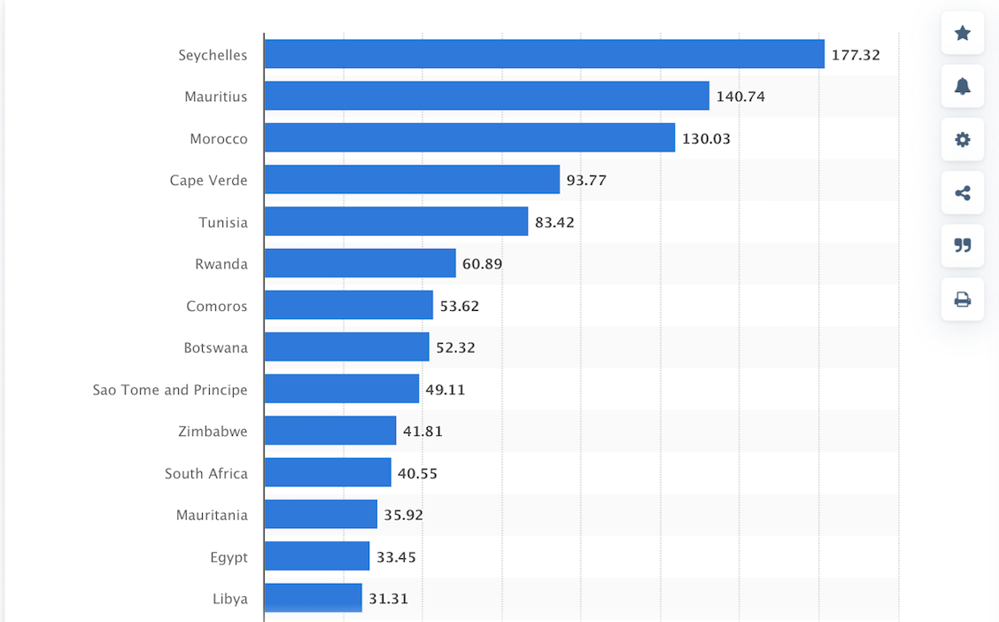 Seychelles 177.32
Mauritius 140.74
Morocco 130.03
Cape Verde 93.77
Tunisia 83.42
Rwanda 60.89
Comoros 53.62
Botswana 52.32
Sao Tome and Principe 49.11
Zimbabwe 41.81
South Africa 40.55
Mauritania 35.92
Egypt 33.45
Libya 31.31